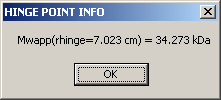 HINGE POINT INFO
Mwapp(rhinge=7.023 cm) = 34.273 kDa
OK